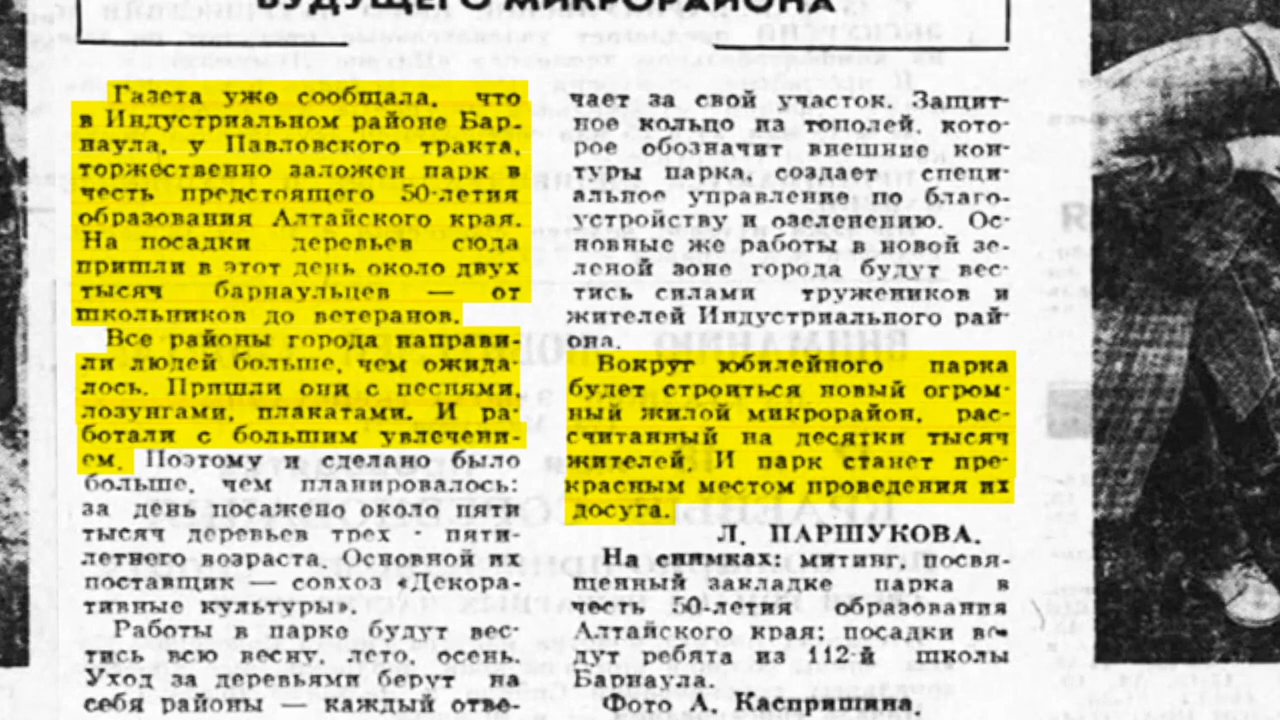 БУДУЩЕГО МИКРОРАЙОНА
Газета уже сообщала, что
в Индустриальном районе Бар-
наула, у Павловского тракта,
торжественно заложен парк в
честь предстоящего 50-летия
образования Алтайского края.
На посадки деревьев сюда
пришли в этот день около двух
тысяч барнаульцев — от
школьников до ветеранов.
Все районы города направи-
ли людей больше, чем ожида-
лось. Пришли они с песнями,
лозунгами, плакатами. И ра-
ботали с большим увлечени-
ем. Поэтому и сделано было
больше, чем планировалось:
за день посажено около пяти
тысяч деревьев трех - пяти-
летнего возраста. Основной их
поставщик — совхоз «Декора-
тивные культуры».
Работы в парке будут вес-
тись всю весну, лето, осень.
Уход за деревьями берут на
себя районы — каждый отве-
чает за свой участок. Защит-
ное кольцо из тополей, кото-
рое обозначит внешние кон-
туры парка, создает специ-
альное управление по благо-
устройству и озеленению. Ос-
новные же работы в новой зе-
леной зоне города будут вес-
тись силами тружеников и
жителей Индустриального рай-
она.
Вокруг юбилейного парка
будет строиться новый огром-
ный жилой микрорайон, рас-
считанный на десятки тысяч
жителей. И парк станет пре-
красным местом проведения их
досуга.
Л. ПАРШУКОВА.
На снимках: митинг, посвя-
щенный закладке парка в
честь 50-летия образования
Алтайского края; посадки ве-
дут ребята из 112-й школы
Барнаула.
Фото А. Каспришина.